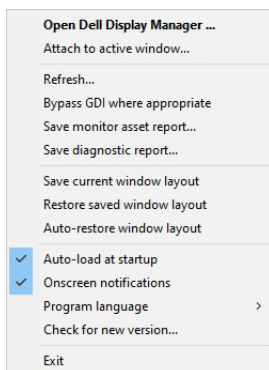 Open Dell Display Manager ...
Attach to active window...
Refresh...
Bypass GDI where appropriate
Save monitor asset report...
Save diagnostic report...
Save current window layout
Restore saved window layout
Auto-restore window layout
Auto-load at startup
Onscreen notifications
Program language
Check for new version...
Exit